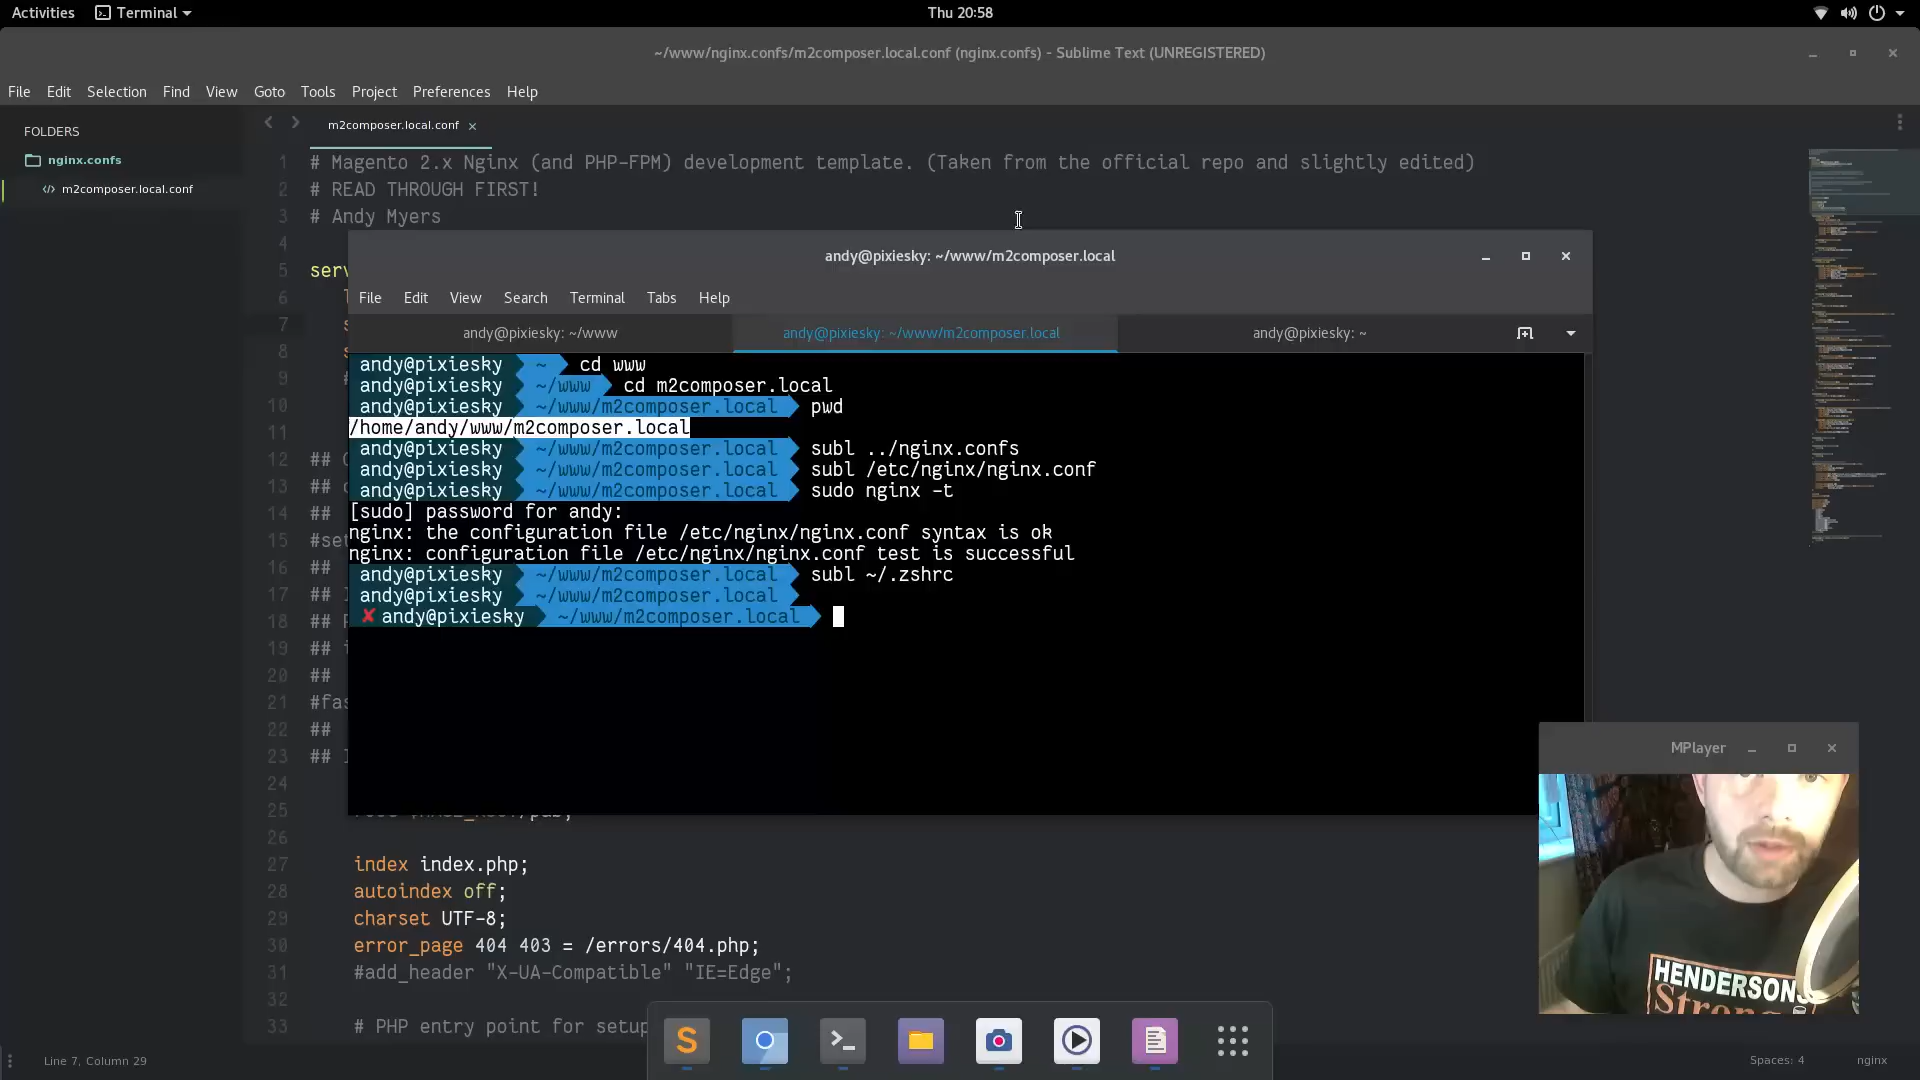 Activities Terminal Thu 20:58
~/www/nginx.confs/m2composer.local.conf (nginx.confs) - Sublime Text (UNREGISTERED)
File Edit Selection Find View Goto Tools Project Preferences Help
FOLDERS
nginx.confs
m2composer.local.conf
m2composer.local.conf
1 # Magento 2.x Nginx (and PHP-FPM) development template. (Taken from the official repo and slightly edited)
2 # READ THROUGH FIRST!
3 # Andy Myers
4
5 serv
6
7
8
9 #
10
11
12 ##
13 ##
14 ##
15 #set
16 ##
17 ##
18 ##
19 ##
20 ##
21 #fas
22 ##
23 ##
24
25
26
27 index index.php;
28 autoindex off;
29 charset UTF-8;
30 error_page 404 403 = /errors/404.php;
31 #add_header "X-UA-Compatible" "IE=Edge";
32
33 # PHP entry point for setup
andy@pixiesky: ~/www/m2composer.local
File Edit View Search Terminal Tabs Help
andy@pixiesky: ~/www andy@pixiesky: ~/www/m2composer.local andy@pixiesky: ~
andy@pixiesky ~ cd www
andy@pixiesky ~/www cd m2composer.local
andy@pixiesky ~/www/m2composer.local pwd
/home/andy/www/m2composer.local
andy@pixiesky ~/www/m2composer.local subl ../nginx.confs
andy@pixiesky ~/www/m2composer.local subl /etc/nginx/nginx.conf
andy@pixiesky ~/www/m2composer.local sudo nginx -t
[sudo] password for andy:
nginx: the configuration file /etc/nginx/nginx.conf syntax is ok
nginx: configuration file /etc/nginx/nginx.conf test is successful
andy@pixiesky ~/www/m2composer.local subl ~/.zshrc
andy@pixiesky ~/www/m2composer.local
✘ andy@pixiesky ~/www/m2composer.local
MPlayer
HENDERSONS
Strong
Line 7, Column 29
Spaces: 4 nginx